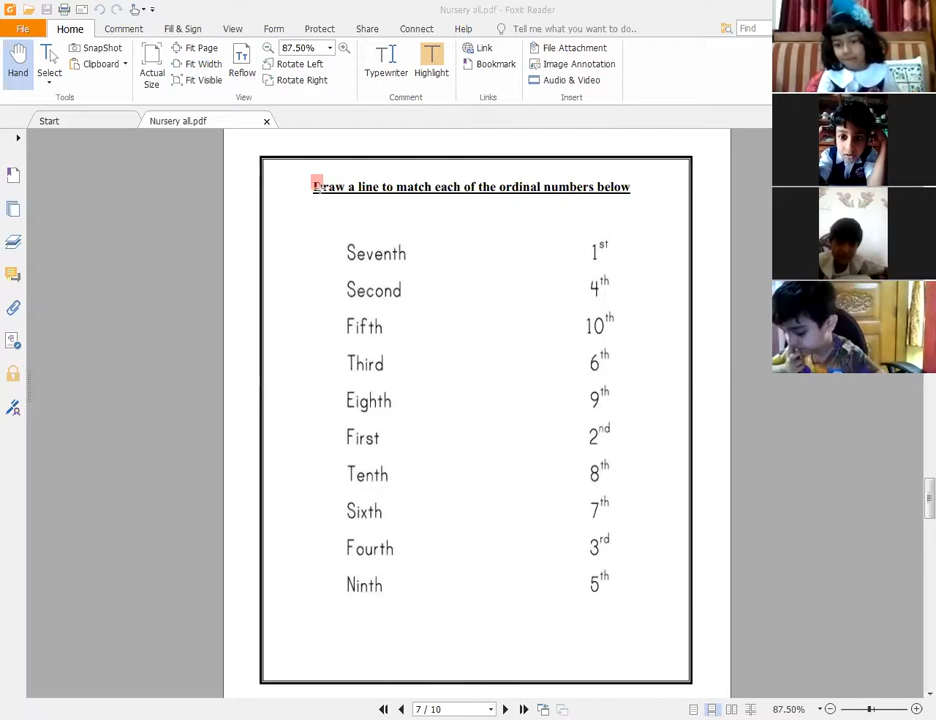 Nursery all.pdf - Foxit Reader
File Home Comment Fill & Sign View Form Protect Share Connect Help Tell me what you want to do.. Find
Hand
Select
SnapShot
Clipboard
Tools
Actual Size
Fit Page
Fit Width
Fit Visible
87.50%
Reflow
Rotate Left
Rotate Right
View
Typewriter
Highlight
Comment
Link
Bookmark
Links
File Attachment
Image Annotation
Audio & Video
Insert
Start Nursery all.pdf
Draw a line to match each of the ordinal numbers below
Seventh 1st
Second 4th
Fifth 10th
Third 6th
Eighth 9th
First 2nd
Tenth 8th
Sixth 7th
Fourth 3rd
Ninth 5th
7 / 10 87.50%